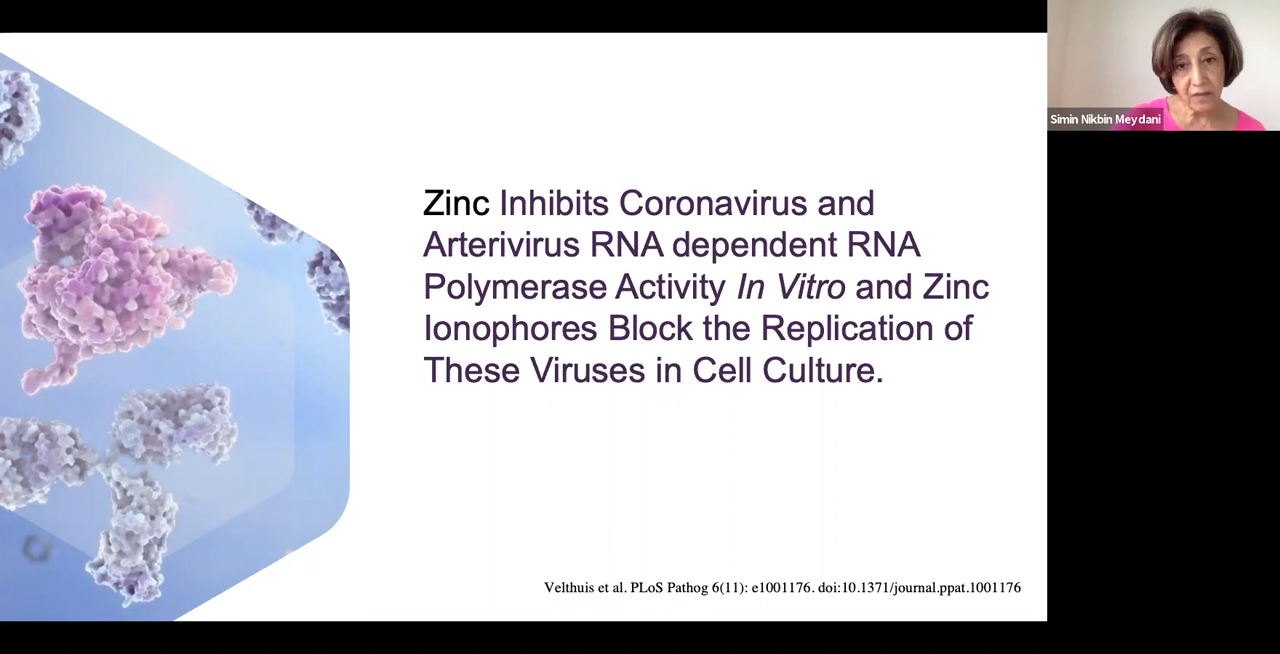 Simin Nikbin Meydani
Zinc Inhibits Coronavirus and
Arterivirus RNA dependent RNA
Polymerase Activity In Vitro and Zinc
Ionophores Block the Replication of
These Viruses in Cell Culture.
Velthuis et al. PLoS Pathog 6(11): e1001176. doi:10.1371/journal.ppat.1001176